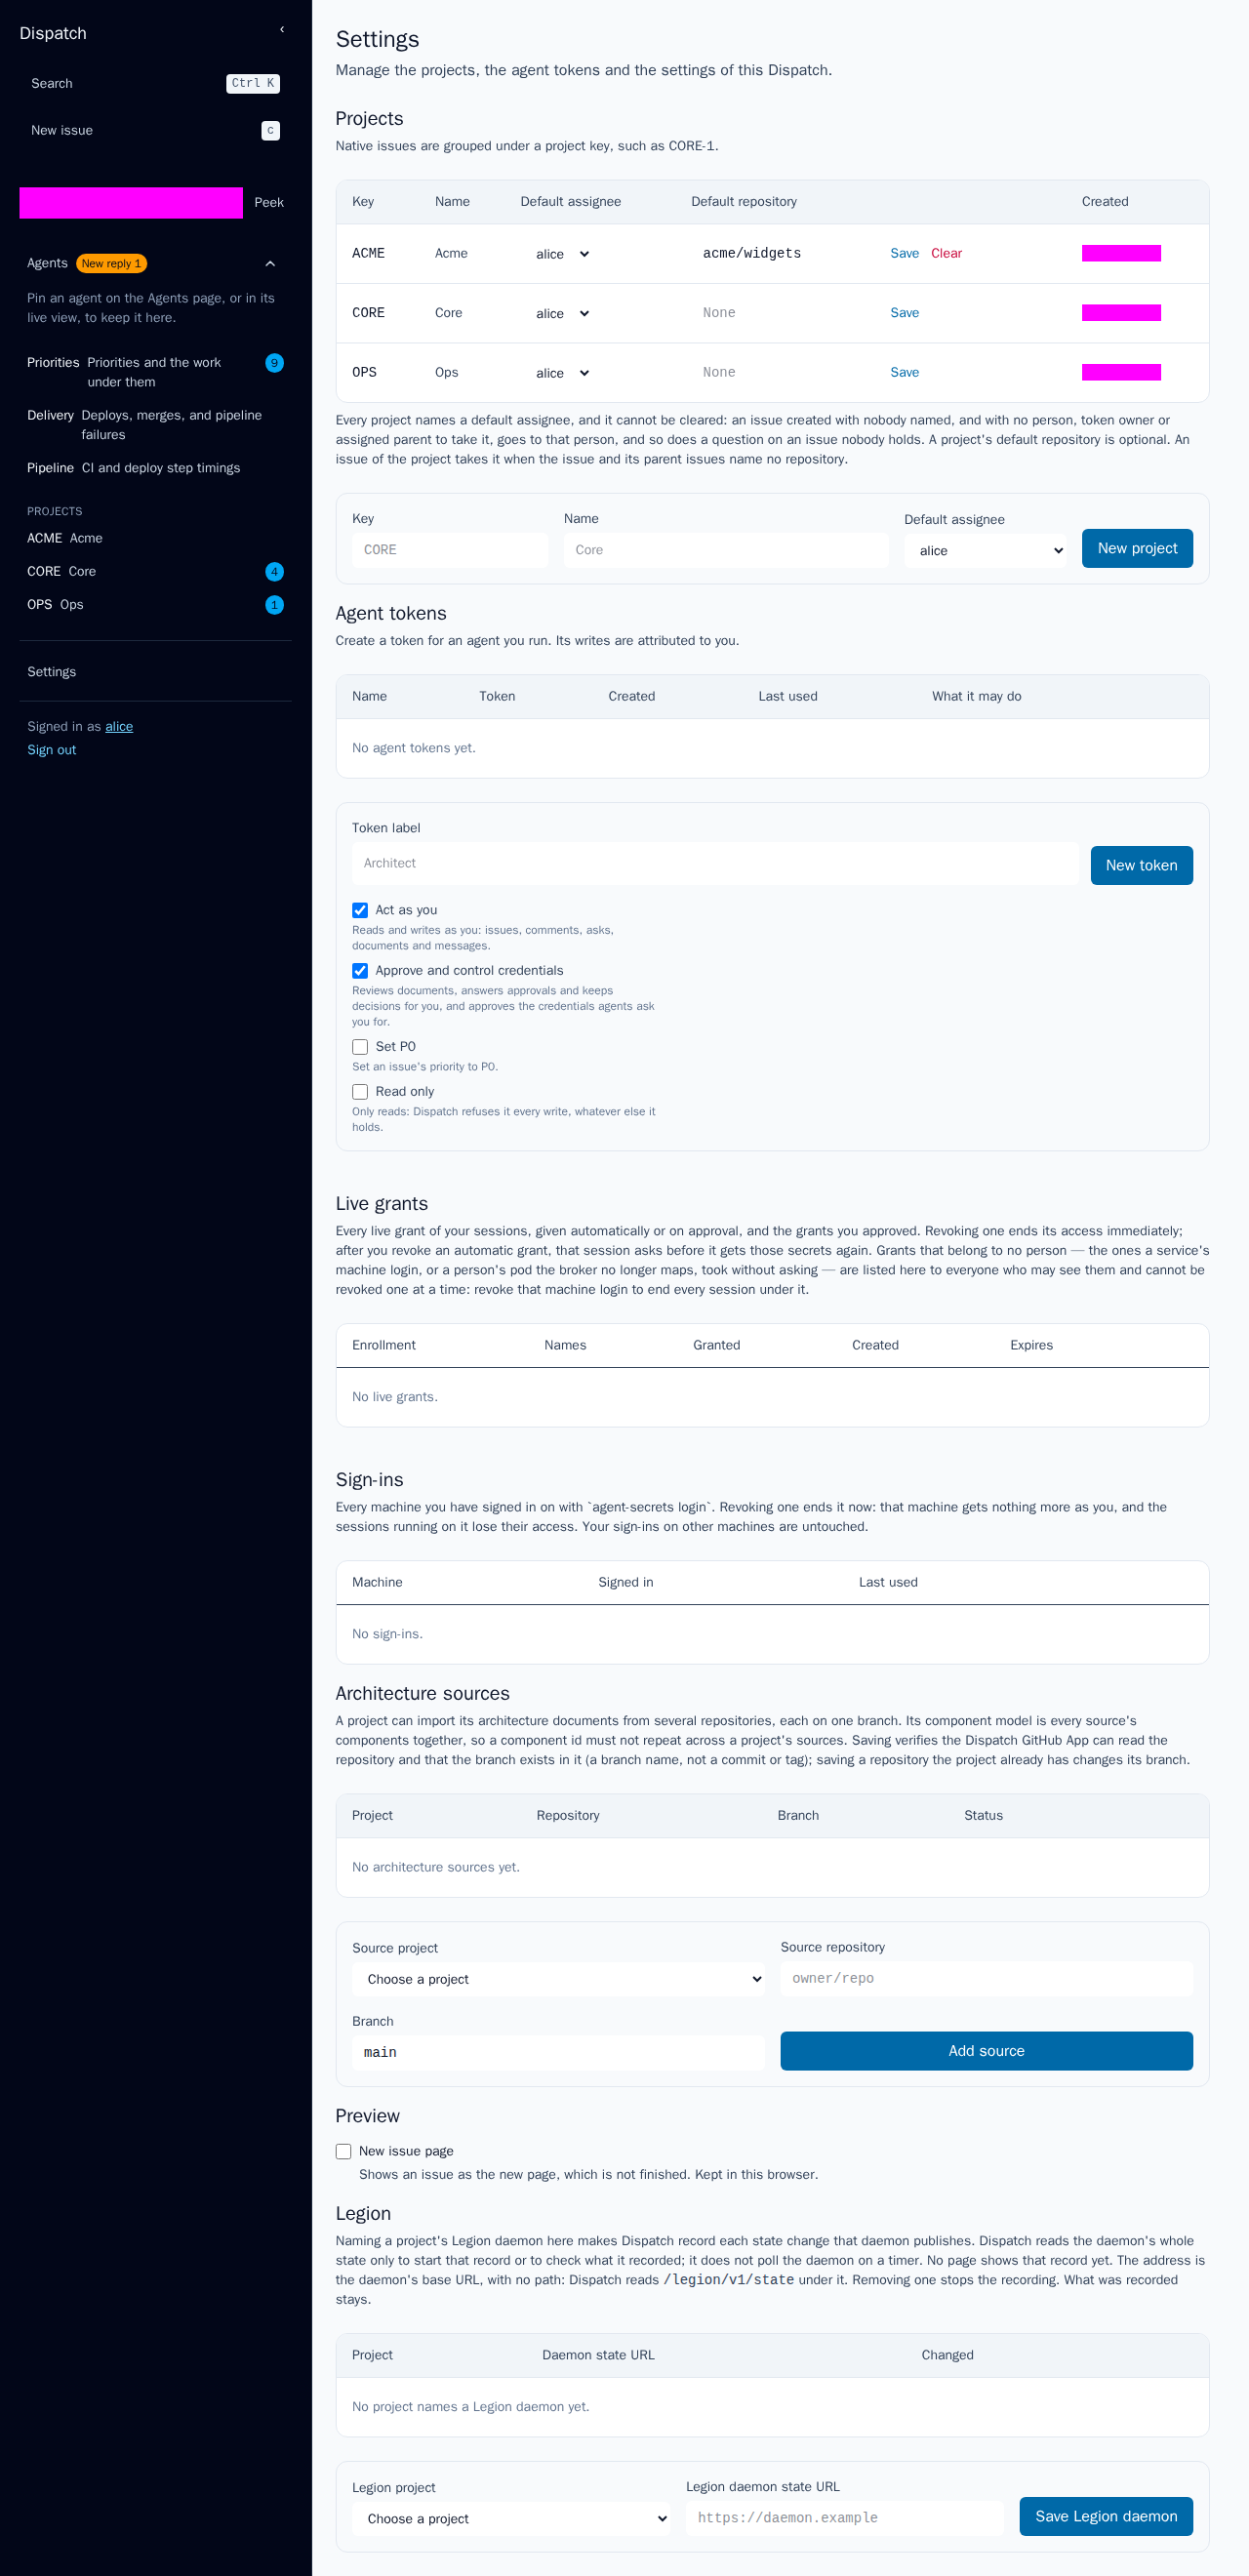 Dispatch
‹
Search
Ctrl K
New issue
c
Peek
Agents New reply 1
Pin an agent on the Agents page, or in its
live view, to keep it here.
Priorities Priorities and the work
under them
9
Delivery Deploys, merges, and pipeline
failures
Pipeline CI and deploy step timings
PROJECTS
ACME Acme
CORE Core 4
OPS Ops 1
Settings
Signed in as alice
Sign out
Settings
Manage the projects, the agent tokens and the settings of this Dispatch.
Projects
Native issues are grouped under a project key, such as CORE-1.
Key Name Default assignee Default repository Created
ACME Acme alice acme/widgets Save Clear
CORE Core alice None Save
OPS Ops alice None Save
Every project names a default assignee, and it cannot be cleared: an issue created with nobody named, and with no person, token owner or
assigned parent to take it, goes to that person, and so does a question on an issue nobody holds. A project's default repository is optional. An
issue of the project takes it when the issue and its parent issues name no repository.
Key Name Default assignee
CORE Core alice New project
Agent tokens
Create a token for an agent you run. Its writes are attributed to you.
Name Token Created Last used What it may do
No agent tokens yet.
Token label
Architect New token
Act as you
Reads and writes as you: issues, comments, asks,
documents and messages.
Approve and control credentials
Reviews documents, answers approvals and keeps
decisions for you, and approves the credentials agents ask
you for.
Set P0
Set an issue's priority to P0.
Read only
Only reads: Dispatch refuses it every write, whatever else it
holds.
Live grants
Every live grant of your sessions, given automatically or on approval, and the grants you approved. Revoking one ends its access immediately;
after you revoke an automatic grant, that session asks before it gets those secrets again. Grants that belong to no person — the ones a service's
machine login, or a person's pod the broker no longer maps, took without asking — are listed here to everyone who may see them and cannot be
revoked one at a time: revoke that machine login to end every session under it.
Enrollment Names Granted Created Expires
No live grants.
Sign-ins
Every machine you have signed in on with `agent-secrets login`. Revoking one ends it now: that machine gets nothing more as you, and the
sessions running on it lose their access. Your sign-ins on other machines are untouched.
Machine Signed in Last used
No sign-ins.
Architecture sources
A project can import its architecture documents from several repositories, each on one branch. Its component model is every source's
components together, so a component id must not repeat across a project's sources. Saving verifies the Dispatch GitHub App can read the
repository and that the branch exists in it (a branch name, not a commit or tag); saving a repository the project already has changes its branch.
Project Repository Branch Status
No architecture sources yet.
Source project Source repository
Choose a project owner/repo
Branch
main Add source
Preview
New issue page
Shows an issue as the new page, which is not finished. Kept in this browser.
Legion
Naming a project's Legion daemon here makes Dispatch record each state change that daemon publishes. Dispatch reads the daemon's whole
state only to start that record or to check what it recorded; it does not poll the daemon on a timer. No page shows that record yet. The address is
the daemon's base URL, with no path: Dispatch reads /legion/v1/state under it. Removing one stops the recording. What was recorded
stays.
Project Daemon state URL Changed
No project names a Legion daemon yet.
Legion project Legion daemon state URL
Choose a project https://daemon.example Save Legion daemon